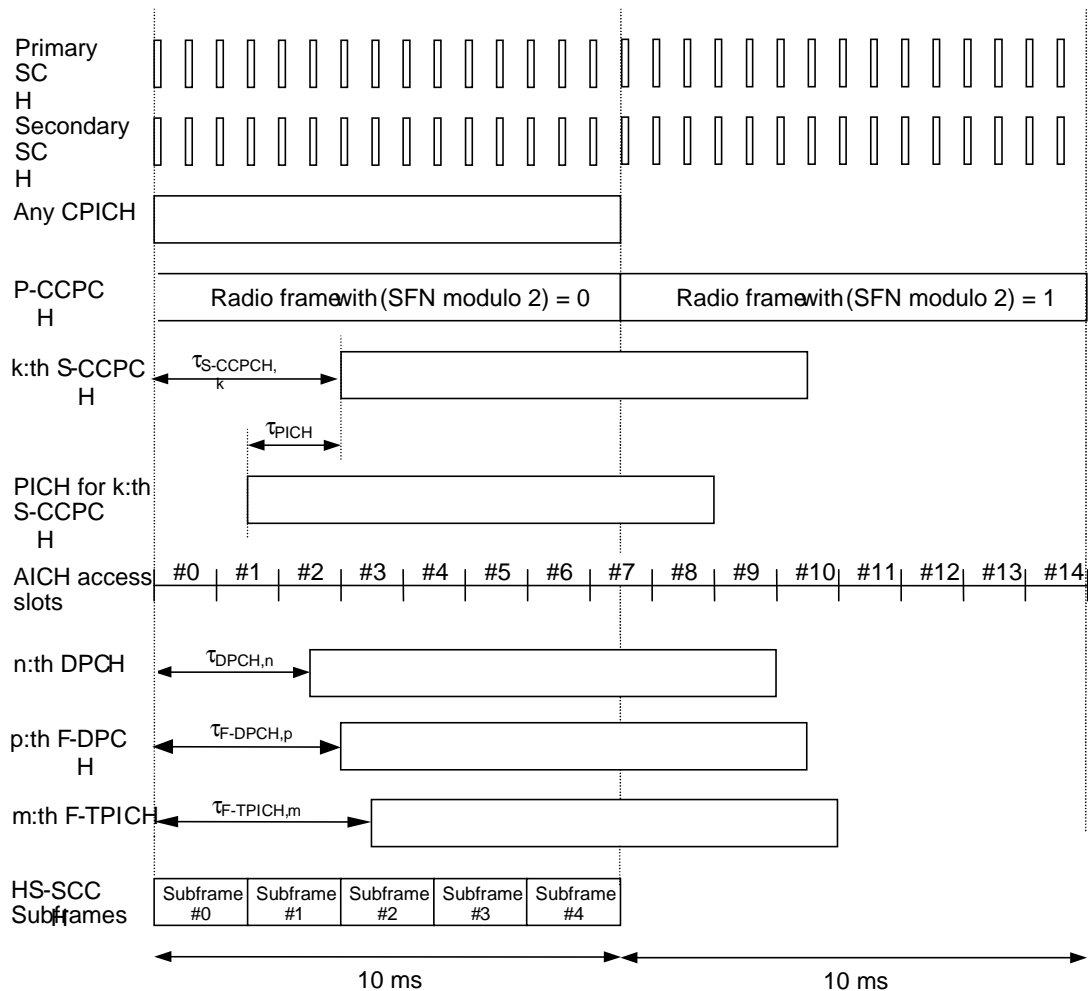 Primary
SC
H
Secondary
SC
H
Any CPICH
P-CCPC
H
Radio frame with (SFN modulo 2) = 0
Radio frame with (SFN modulo 2) = 1
k:th S-CCPC
H
τS-CCPCH,
k
τPICH
PICH for k:th
S-CCPC
H
AICH access
slots
#0 #1 #2 #3 #4 #5 #6 #7 #8 #9 #10 #11 #12 #13 #14
n:th DPCH
τDPCH,n
p:th F-DPC
H
τF-DPCH,p
m:th F-TPICH
τF-TPICH,m
HS-SCC
H
Subframes
Subframe
#0
Subframe
#1
Subframe
#2
Subframe
#3
Subframe
#4
10 ms
10 ms